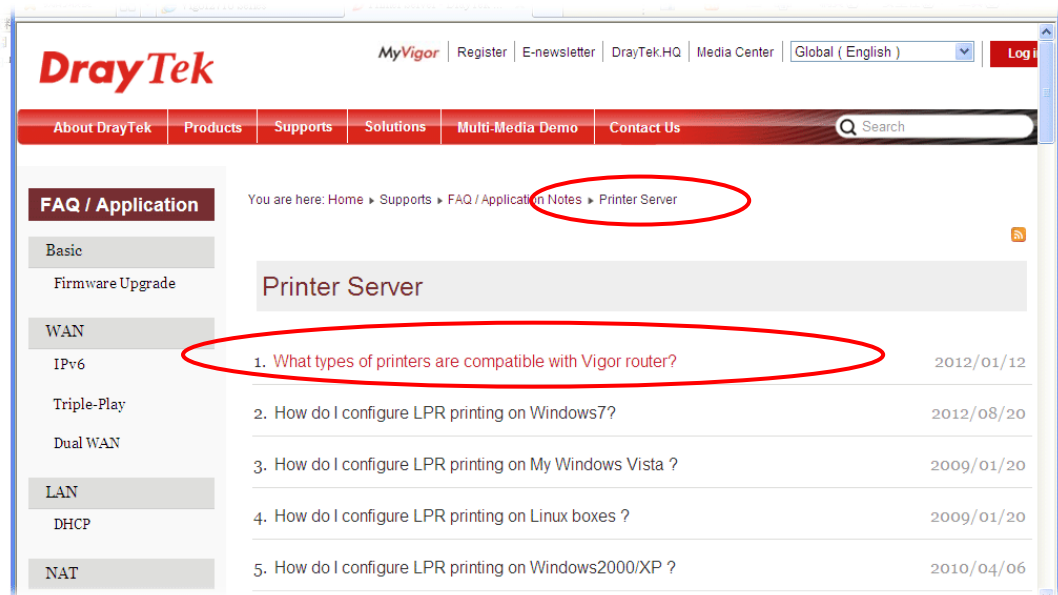 DrayTek
MyVigor Register E-newsletter DrayTek.HQ Media Center Global ( English )
About DrayTek Products Supports Solutions Multi-Media Demo Contact Us Search
FAQ / Application
You are here: Home ▸ Supports ▸ FAQ / Application Notes ▸ Printer Server
Basic
Firmware Upgrade
WAN
IPv6
Triple-Play
Dual WAN
LAN
DHCP
NAT
Printer Server
1. What types of printers are compatible with Vigor router? 2012/01/12
2. How do I configure LPR printing on Windows7? 2012/08/20
3. How do I configure LPR printing on My Windows Vista ? 2009/01/20
4. How do I configure LPR printing on Linux boxes ? 2009/01/20
5. How do I configure LPR printing on Windows2000/XP ? 2010/04/06